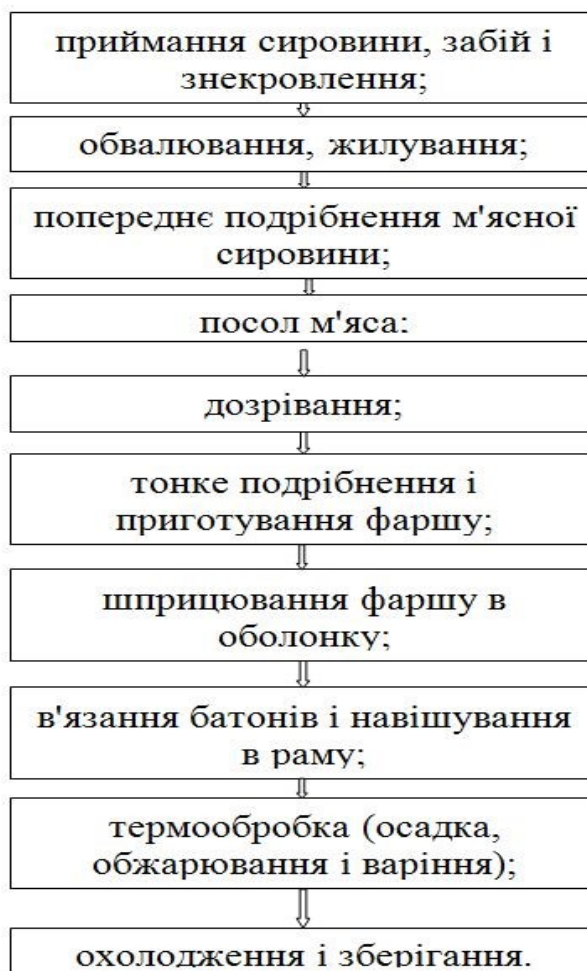 приймання сировини, забій і
знекровлення;
обвалювання, жилування;
попереднє подрібнення м'ясної
сировини;
посол м'яса:
дозрівання;
тонке подрібнення і
приготування фаршу;
шприцювання фаршу в
оболонку;
в'язання батонів і навішування
в раму;
термообробка (осадка,
обжарювання і варіння);
охолодження і зберігання.